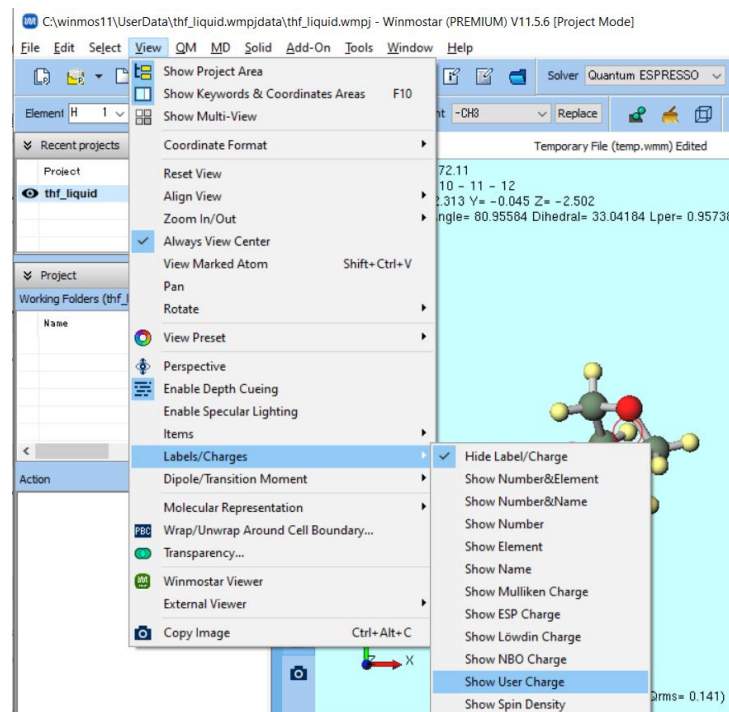 C:\winmos11\UserData\thf_liquid.wmpjdata\thf_liquid.wmpj - Winmostar (PREMIUM) V11.5.6 [Project Mode]
File Edit Select View QM MD Solid Add-On Tools Window Help
Solver Quantum ESPRESSO
Element H 1
nt -CH3 Replace
Recent projects
Temporary File (temp.wmm) Edited
Project
thf_liquid
72.11
10 - 11 - 12
2.313 Y= -0.045 Z= -2.502
ngle= 80.95584 Dihedral= 33.04184 Lper= 0.95738
Project
Working Folders (thf_l
Name
Action
Show Project Area
Show Keywords & Coordinates Areas F10
Show Multi-View
Coordinate Format
Reset View
Align View
Zoom In/Out
Always View Center
View Marked Atom Shift+Ctrl+V
Pan
Rotate
View Preset
Perspective
Enable Depth Cueing
Enable Specular Lighting
Items
Labels/Charges
Dipole/Transition Moment
Molecular Representation
PBC Wrap/Unwrap Around Cell Boundary...
Transparency...
Winmostar Viewer
External Viewer
Copy Image Ctrl+Alt+C
Hide Label/Charge
Show Number&Element
Show Number&Name
Show Number
Show Element
Show Name
Show Mulliken Charge
Show ESP Charge
Show Löwdin Charge
Show NBO Charge
Show User Charge
Show Spin Density
Z X
Qrms= 0.141)